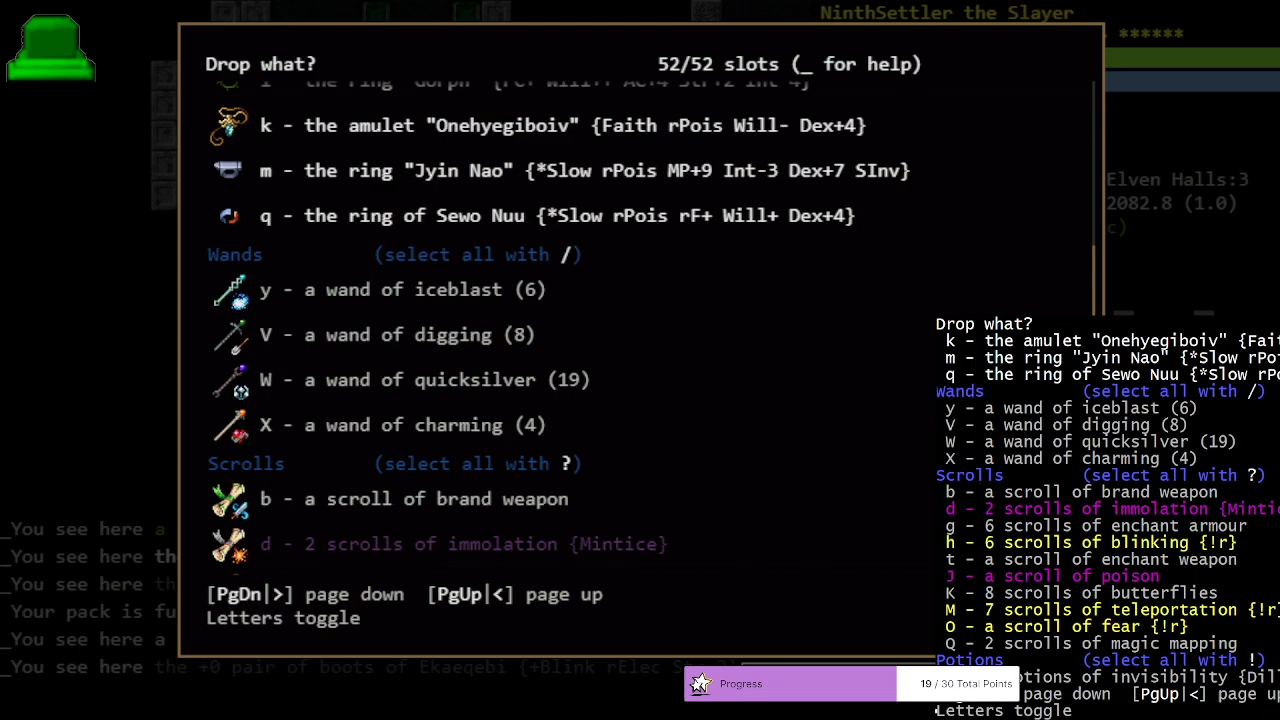 NinthSettler the Slayer
******
Drop what? 52/52 slots (_ for help)
k - the amulet "Onehyegiboiv" {Faith rPois Will- Dex+4}
m - the ring "Jyin Nao" {*Slow rPois MP+9 Int-3 Dex+7 SInv}
q - the ring of Sewo Nuu {*Slow rPois rF+ Will+ Dex+4}
Wands (select all with /)
y - a wand of iceblast (6)
V - a wand of digging (8)
W - a wand of quicksilver (19)
X - a wand of charming (4)
Scrolls (select all with ?)
b - a scroll of brand weapon
d - 2 scrolls of immolation {Mintice}
[PgDn|>] page down [PgUp|<] page up
Letters toggle
Elven Halls:3
2082.8 (1.0)
c)
_You see here a
_You see here th
_You see here th
Your pack is fu
_You see here a
_You see here the +0 pair of boots of Ekaeqebi {+Blink rElec
Drop what?
k - the amulet "Onehyegiboiv" {Fa
m - the ring "Jyin Nao" {*Slow rP
q - the ring of Sewo Nuu {*Slow rP
Wands (select all with /)
y - a wand of iceblast (6)
V - a wand of digging (8)
W - a wand of quicksilver (19)
X - a wand of charming (4)
Scrolls (select all with ?)
b - a scroll of brand weapon
d - 2 scrolls of immolation {Mintic
g - 6 scrolls of enchant armour
h - 6 scrolls of blinking {!r}
t - a scroll of enchant weapon
J - a scroll of poison
K - 8 scrolls of butterflies
M - 7 scrolls of teleportation {!r}
O - a scroll of fear {!r}
Q - 2 scrolls of magic mapping
Potions (select all with !)
otions of invisibility {Dil
page down [PgUp|<] page up
Letters toggle
Progress 19 / 30 Total Points